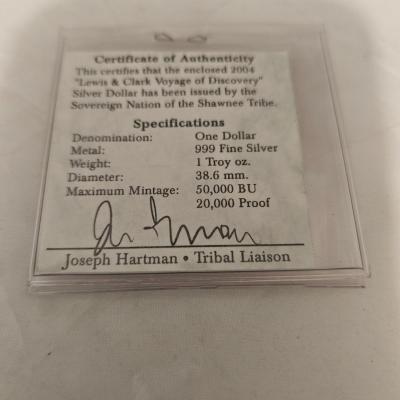 Certificate of Authenticity
This certifies that the enclosed 2004
"Lewis & Clark Voyage of Discovery"
Silver Dollar has been issued by the
Sovereign Nation of the Shawnee Tribe.
Specifications
Denomination: One Dollar
Metal: 999 Fine Silver
Weight: 1 Troy oz.
Diameter: 38.6 mm.
Maximum Mintage: 50,000 BU
20,000 Proof
Joseph Hartman • Tribal Liaison